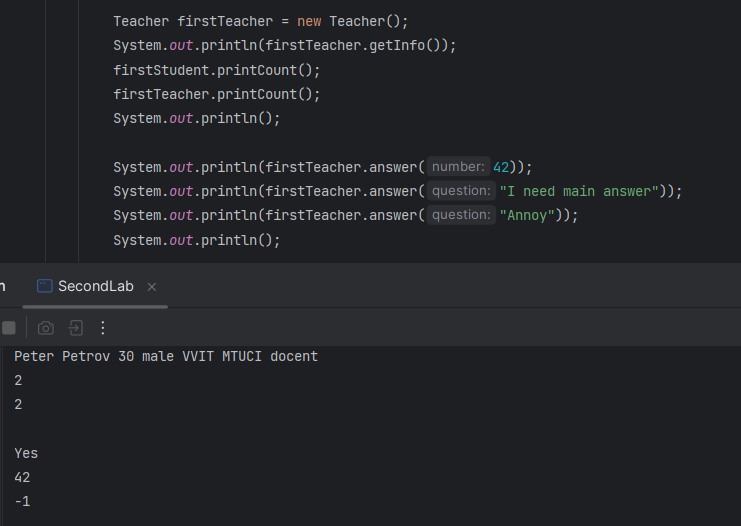 Teacher firstTeacher = new Teacher();
System.out.println(firstTeacher.getInfo());
firstStudent.printCount();
firstTeacher.printCount();
System.out.println();
System.out.println(firstTeacher.answer( number: 42));
System.out.println(firstTeacher.answer( question: "I need main answer"));
System.out.println(firstTeacher.answer( question: "Annoy"));
System.out.println();
n SecondLab ×
Peter Petrov 30 male VVIT MTUCI docent
2
2
Yes
42
-1